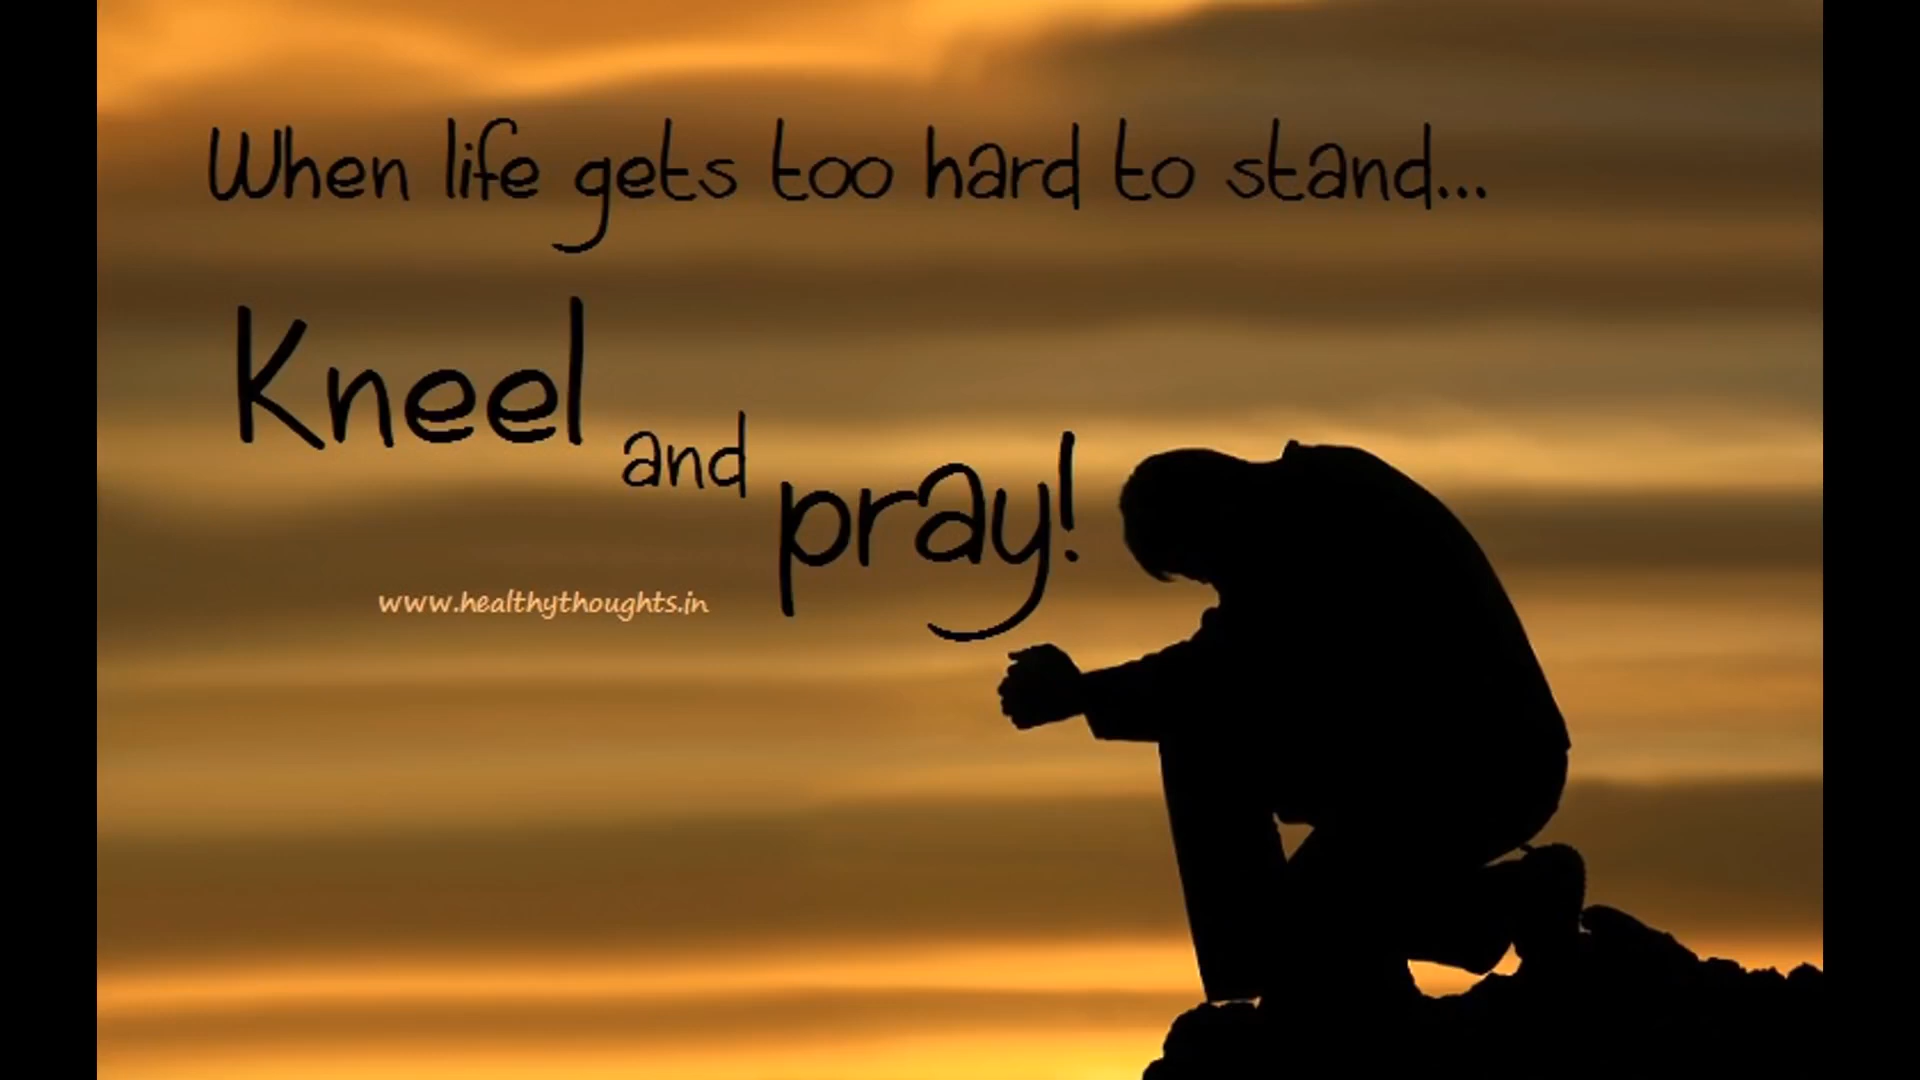 When life gets too hard to stand...
Kneel and pray!
www.healthythoughts.in